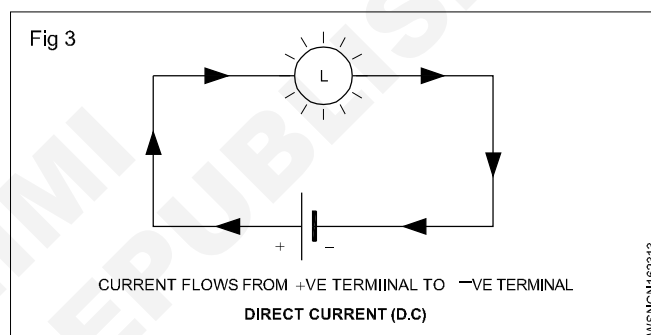 Fig 3
L
+ −
CURRENT FLOWS FROM +VE TERMIINAL TO −VE TERMINAL
DIRECT CURRENT (D.C)